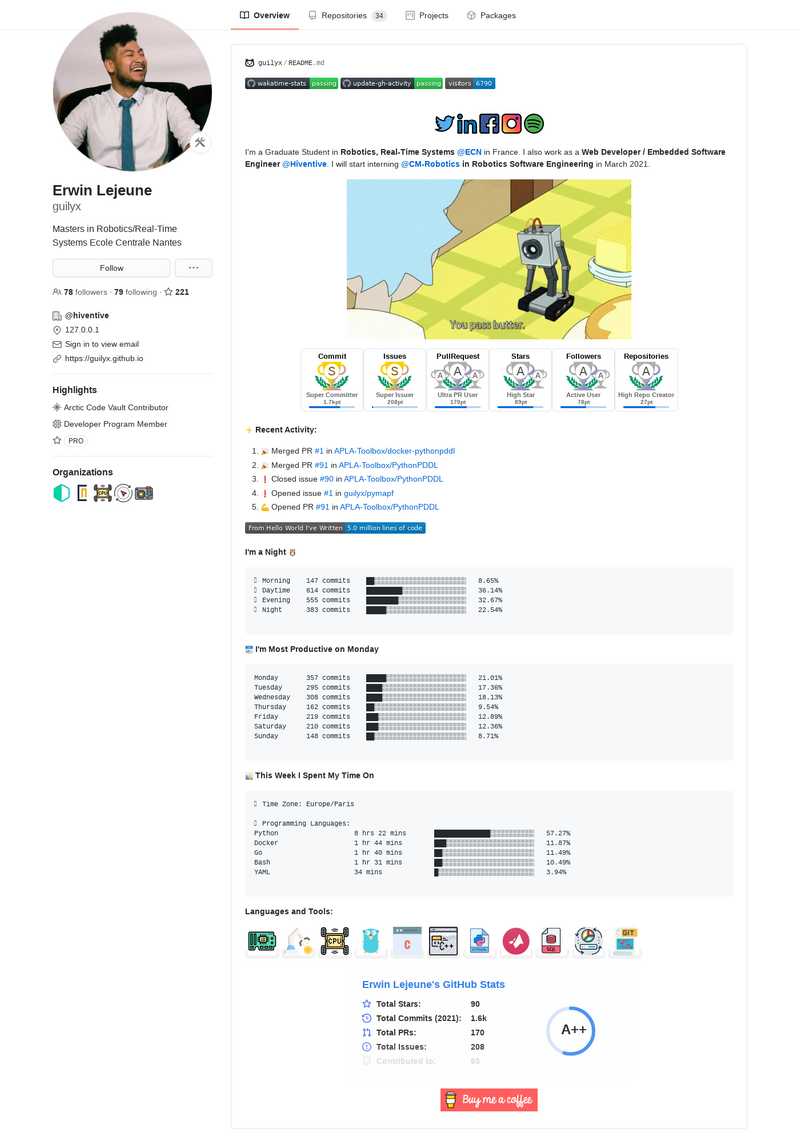 Overview Repositories 34 Projects Packages
Erwin Lejeune
guilyx
Masters in Robotics/Real-Time
Systems Ecole Centrale Nantes
Follow
78 followers · 79 following · 221
@hiventive
127.0.0.1
Sign in to view email
https://guilyx.github.io
Highlights
Arctic Code Vault Contributor
Developer Program Member
PRO
Organizations
CPU
guilyx / README.md
wakatime-stats passing update-gh-activity passing visitors 6790
I'm a Graduate Student in Robotics, Real-Time Systems @ECN in France. I also work as a Web Developer / Embedded Software
Engineer @Hiventive. I will start interning @CM-Robotics in Robotics Software Engineering in March 2021.
You pass butter.
Commit Issues PullRequest Stars Followers Repositories
S S A A A A A A A
Super Committer Super Issuer Ultra PR User High Star Active User High Repo Creator
1.7kpt 208pt 170pt 89pt 78pt 27pt
Recent Activity:
1. Merged PR #1 in APLA-Toolbox/docker-pythonpddl
2. Merged PR #91 in APLA-Toolbox/PythonPDDL
3. Closed issue #90 in APLA-Toolbox/PythonPDDL
4. Opened issue #1 in guilyx/pymapf
5. Opened PR #91 in APLA-Toolbox/PythonPDDL
From Hello World I've Written 5.0 million lines of code
I'm a Night
Morning 147 commits 8.65%
Daytime 614 commits 36.14%
Evening 555 commits 32.67%
Night 383 commits 22.54%
I'm Most Productive on Monday
Monday 357 commits 21.01%
Tuesday 295 commits 17.36%
Wednesday 308 commits 18.13%
Thursday 162 commits 9.54%
Friday 219 commits 12.89%
Saturday 210 commits 12.36%
Sunday 148 commits 8.71%
This Week I Spent My Time On
Time Zone: Europe/Paris
Programming Languages:
Python 8 hrs 22 mins 57.27%
Docker 1 hr 44 mins 11.87%
Go 1 hr 40 mins 11.49%
Bash 1 hr 31 mins 10.49%
YAML 34 mins 3.94%
Languages and Tools:
CPU C C++ SQL GIT
Erwin Lejeune's GitHub Stats
Total Stars: 90
Total Commits (2021): 1.6k
Total PRs: 170
Total Issues: 208
Contributed to:
A++
Buy me a coffee